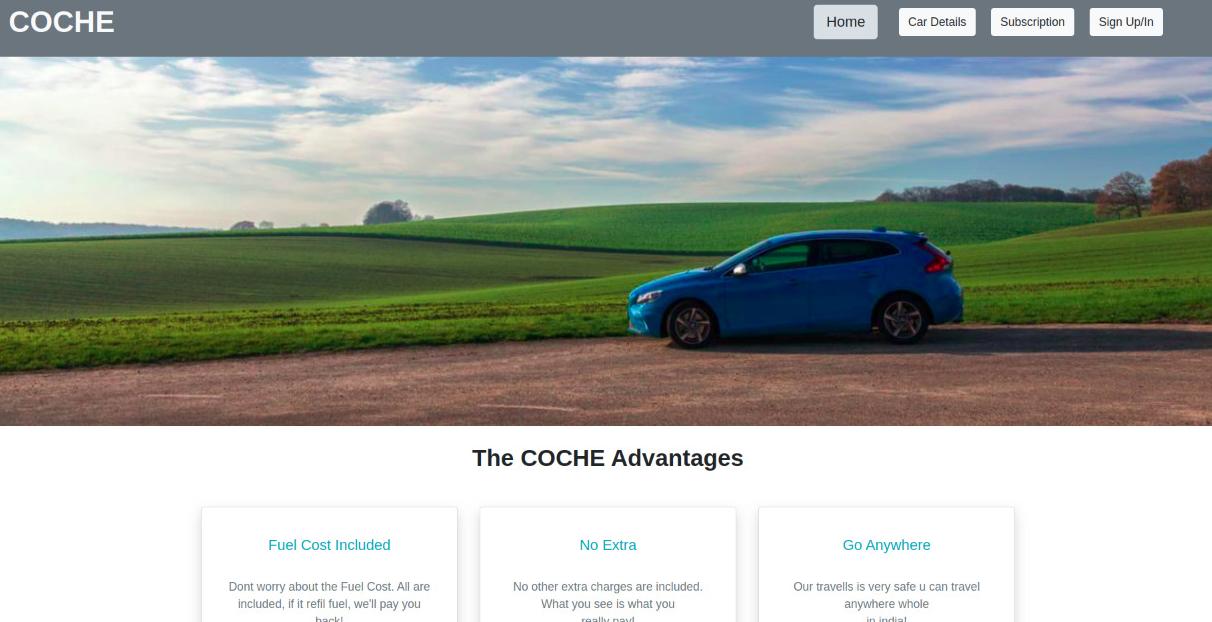 COCHE
Home
Car Details
Subscription
Sign Up/In
The COCHE Advantages
Fuel Cost Included
Dont worry about the Fuel Cost. All are
included, if it refil fuel, we'll pay you
back!
No Extra
No other extra charges are included.
What you see is what you
really pay!
Go Anywhere
Our travells is very safe u can travel
anywhere whole
in india!